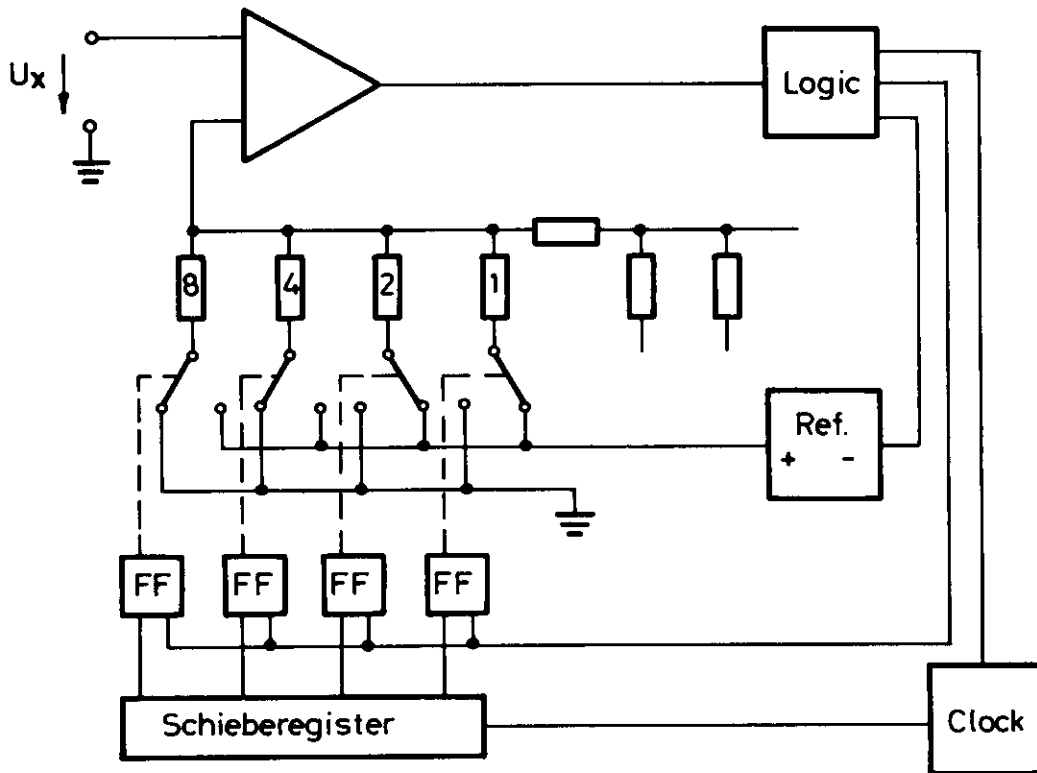 Ux
Logic
8
4
2
1
Ref.
+ -
FF
FF
FF
FF
Schieberegister
Clock